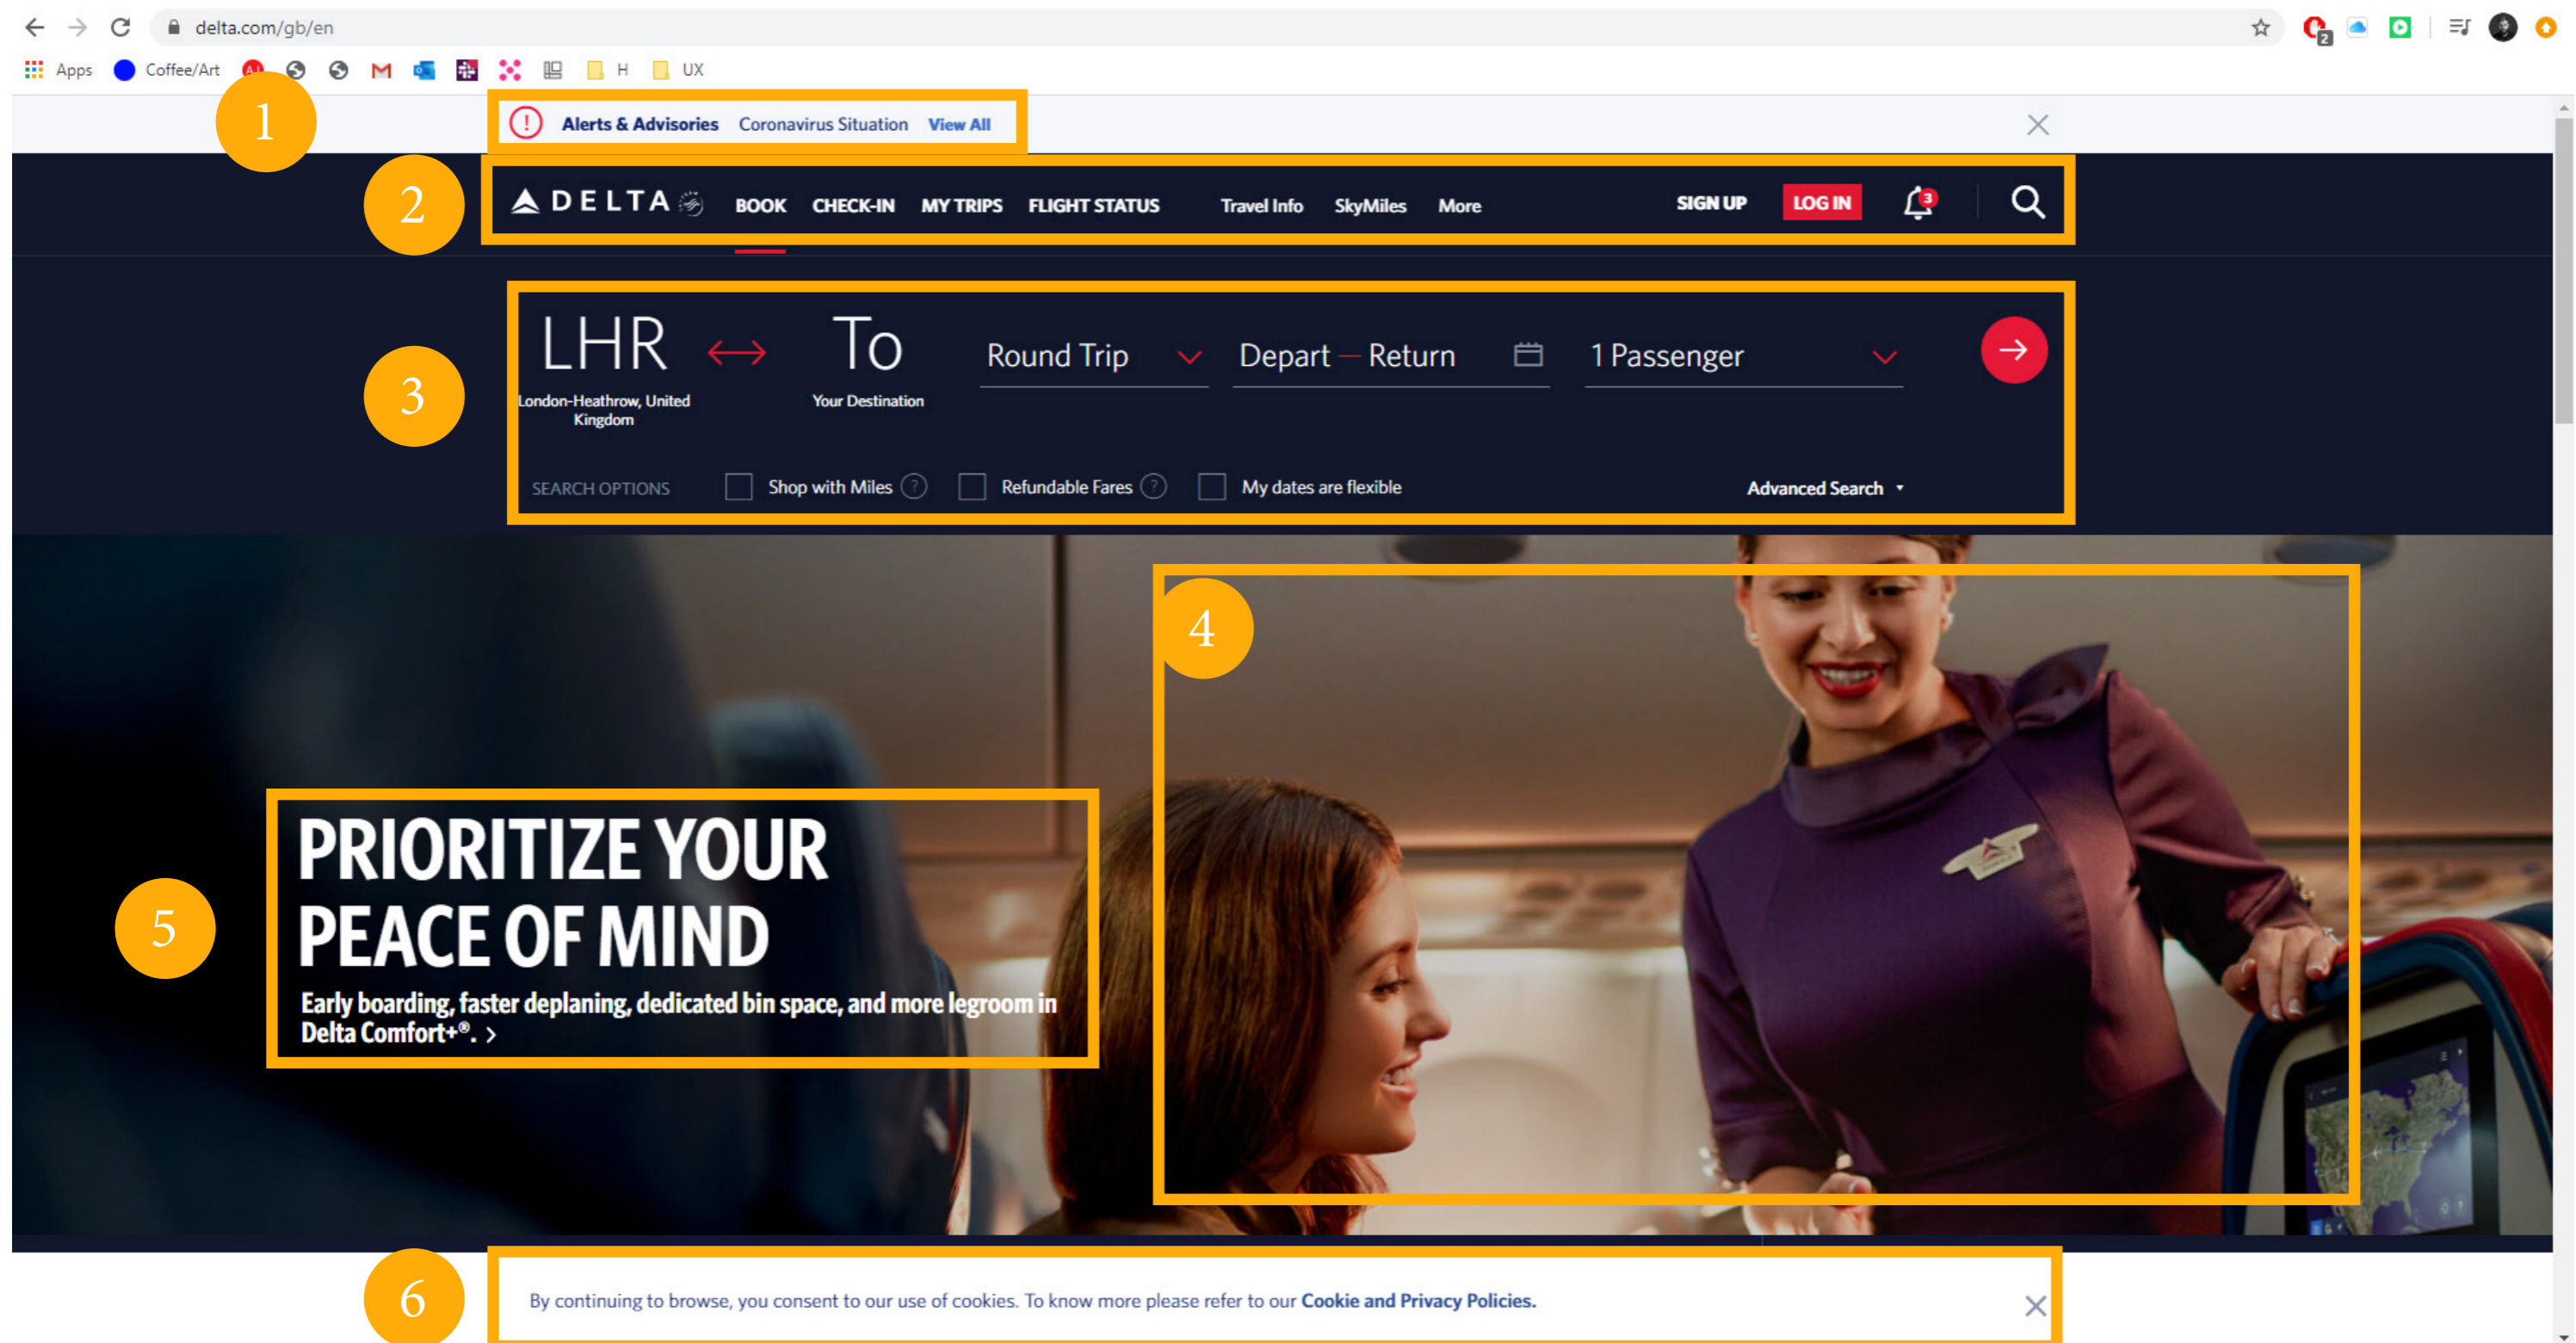 delta.com/gb/en
2
Apps Coffee/Art H UX
1
Alerts & Advisories Coronavirus Situation View All
2
DELTA BOOK CHECK-IN MY TRIPS FLIGHT STATUS Travel Info SkyMiles More SIGN UP LOG IN 3
3
LHR To Round Trip Depart — Return 1 Passenger
London-Heathrow, United Your Destination
Kingdom
SEARCH OPTIONS Shop with Miles ? Refundable Fares ? My dates are flexible Advanced Search
4
5
PRIORITIZE YOUR
PEACE OF MIND
Early boarding, faster deplaning, dedicated bin space, and more legroom in
Delta Comfort+®. >
6
By continuing to browse, you consent to our use of cookies. To know more please refer to our Cookie and Privacy Policies.